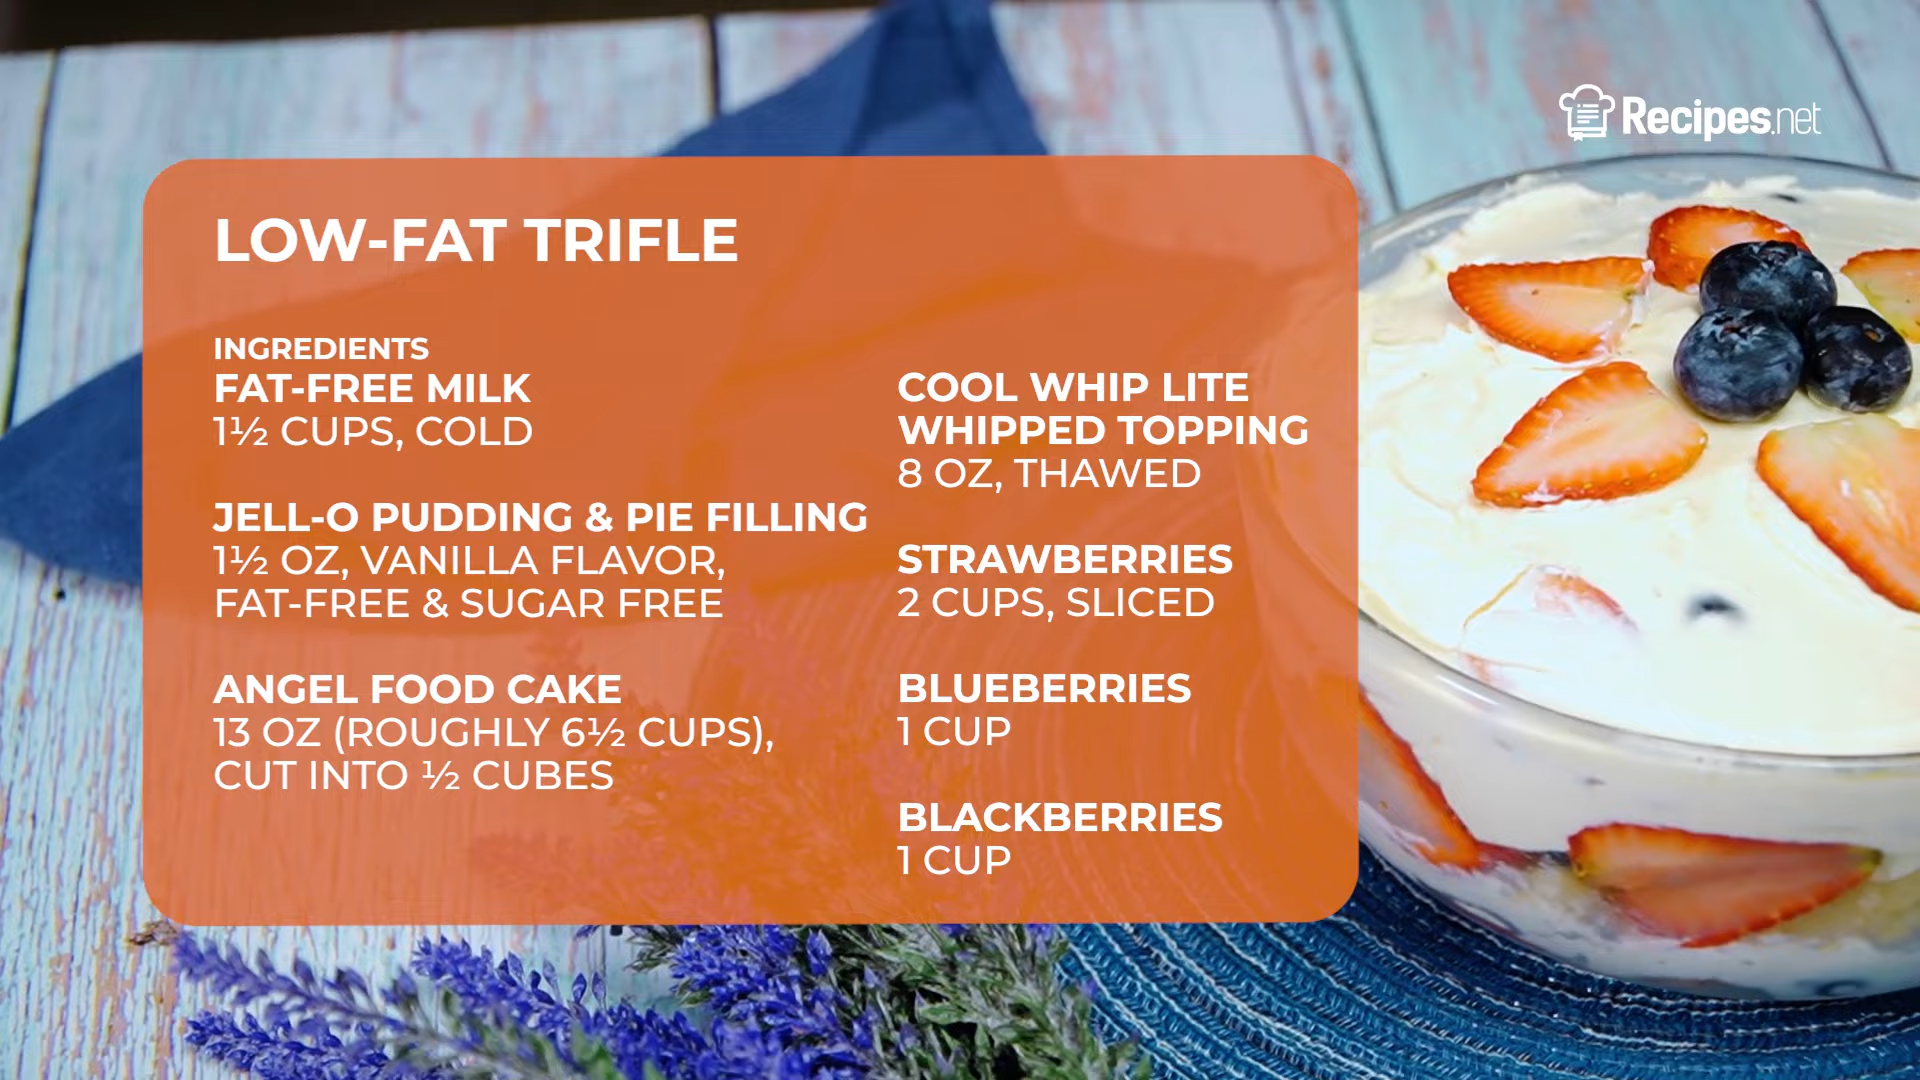 Recipes.net
LOW-FAT TRIFLE
INGREDIENTS
FAT-FREE MILK
1½ CUPS, COLD
JELL-O PUDDING & PIE FILLING
1½ OZ, VANILLA FLAVOR,
FAT-FREE & SUGAR FREE
ANGEL FOOD CAKE
13 OZ (ROUGHLY 6½ CUPS),
CUT INTO ½ CUBES
COOL WHIP LITE
WHIPPED TOPPING
8 OZ, THAWED
STRAWBERRIES
2 CUPS, SLICED
BLUEBERRIES
1 CUP
BLACKBERRIES
1 CUP